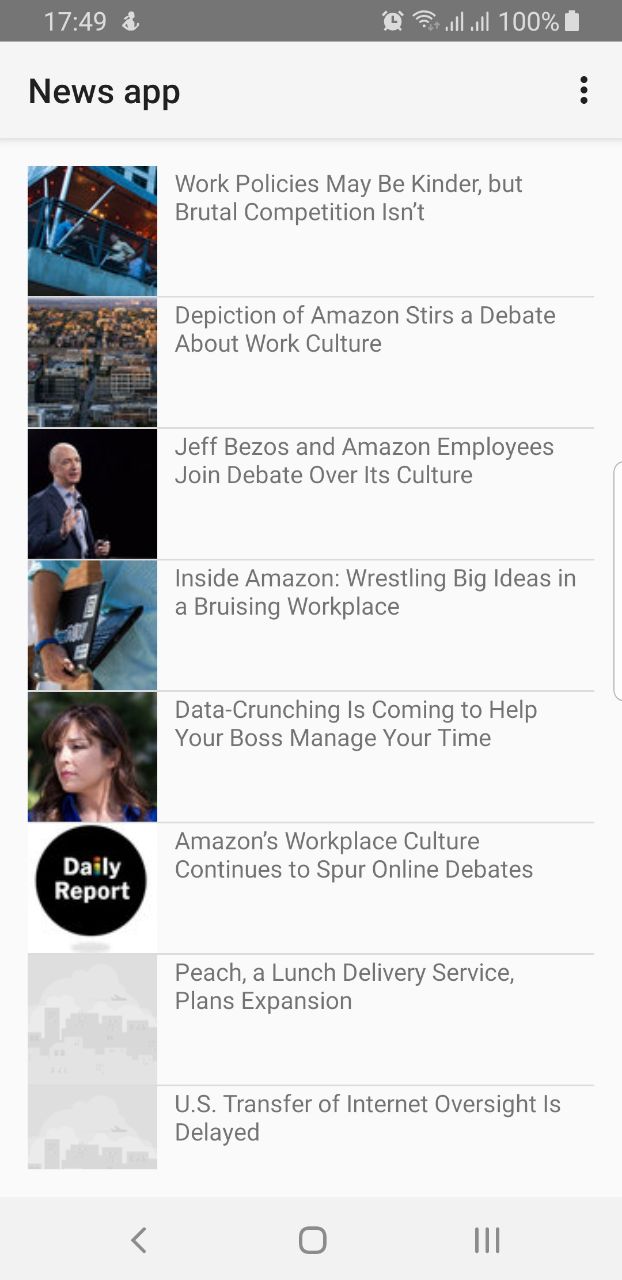 17:49 100%
News app
Work Policies May Be Kinder, but
Brutal Competition Isn’t
Depiction of Amazon Stirs a Debate
About Work Culture
Jeff Bezos and Amazon Employees
Join Debate Over Its Culture
Inside Amazon: Wrestling Big Ideas in
a Bruising Workplace
Data-Crunching Is Coming to Help
Your Boss Manage Your Time
Daily
Report
Amazon’s Workplace Culture
Continues to Spur Online Debates
Peach, a Lunch Delivery Service,
Plans Expansion
U.S. Transfer of Internet Oversight Is
Delayed